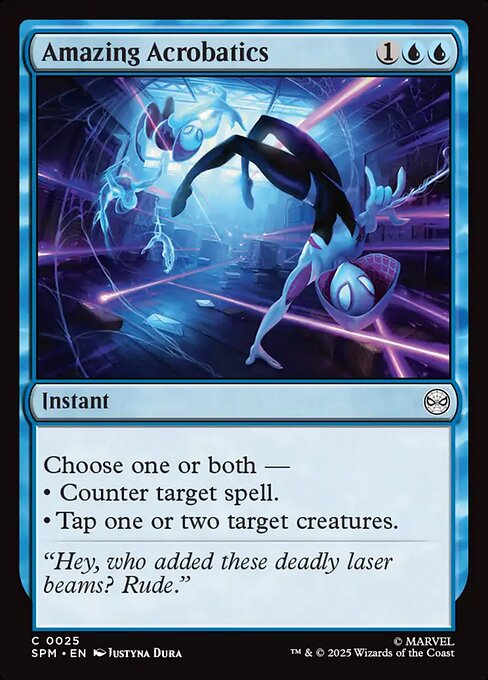 Amazing Acrobatics 1
Instant
Choose one or both —
• Counter target spell.
• Tap one or two target creatures.
“Hey, who added these deadly laser
beams? Rude.”
C 0025
SPM • EN Justyna Dura
© MARVEL
™ & © 2025 Wizards of the Coast